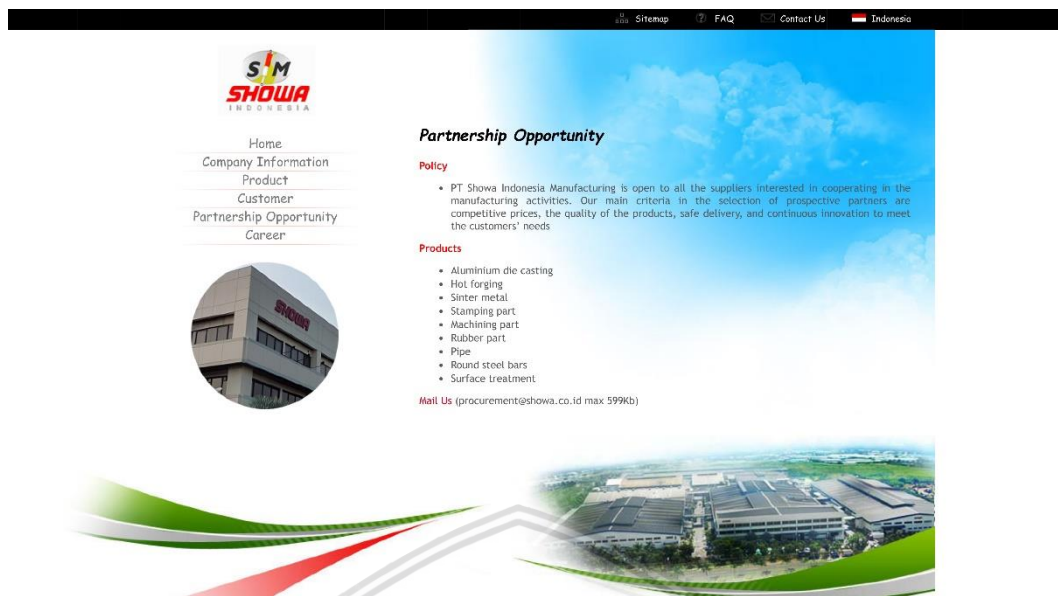 Sitemap
FAQ
Contact Us
Indonesia
SIM
SHOWA
INDONESIA
Home
Company Information
Product
Customer
Partnership Opportunity
Career
SHOWA
Partnership Opportunity
Policy
• PT Showa Indonesia Manufacturing is open to all the suppliers interested in cooperating in the
manufacturing activities. Our main criteria in the selection of prospective partners are
competitive prices, the quality of the products, safe delivery, and continuous innovation to meet
the customers' needs
Products
• Aluminium die casting
• Hot forging
• Sinter metal
• Stamping part
• Machining part
• Rubber part
• Pipe
• Round steel bars
• Surface treatment
Mail Us (procurement@showa.co.id max 599Kb)